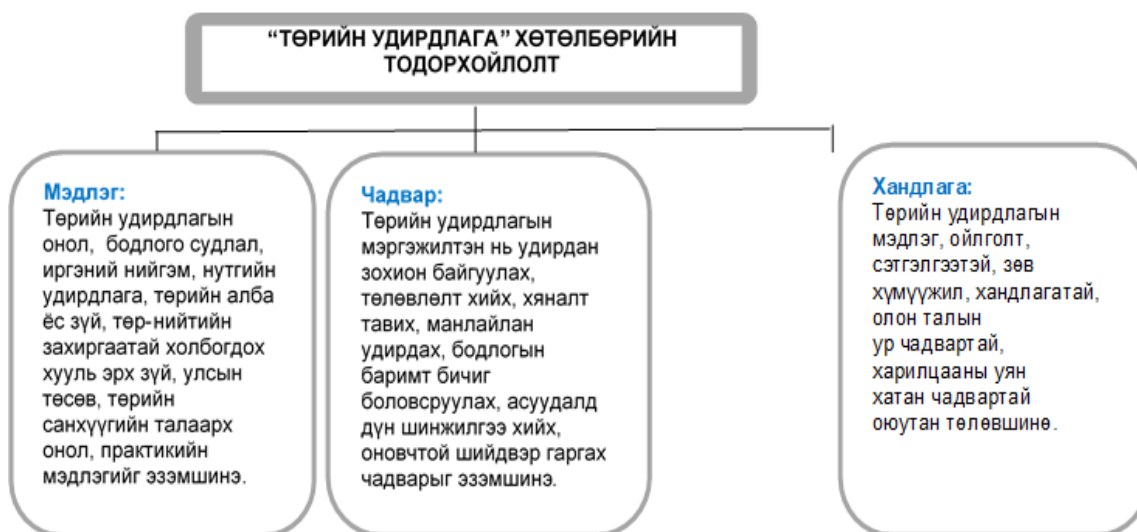 “ТӨРИЙН УДИРДЛАГА” ХӨТӨЛБӨРИЙН
ТОДОРХОЙЛОЛТ
Мэдлэг:
Төрийн удирдлагын
онол, бодлого судлал,
иргэний нийгэм, нутгийн
удирдлага, төрийн алба
ёс зүй, төр-нийтийн
захиргаатай холбогдох
хууль эрх зүй, улсын
төсөв, төрийн
санхүүгийн талаарх
онол, практикийн
мэдлэгийг эзэмшинэ.
Чадвар:
Төрийн удирдлагын
мэргэжилтэн нь удирдан
зохион байгуулах,
төлөвлөлт хийх, хяналт
тавих, манлайлан
удирдах, бодлогын
баримт бичиг
боловсруулах, асуудалд
дүн шинжилгээ хийх,
оновчтой шийдвэр гаргах
чадварыг эзэмшинэ.
Хандлага:
Төрийн удирдлагын
мэдлэг, ойлголт,
сэтгэлгээтэй, зөв
хүмүүжил, хандлагатай,
олон талын
ур чадвартай,
харилцааны уян
хатан чадвартай
оюутан төлөвшинө.